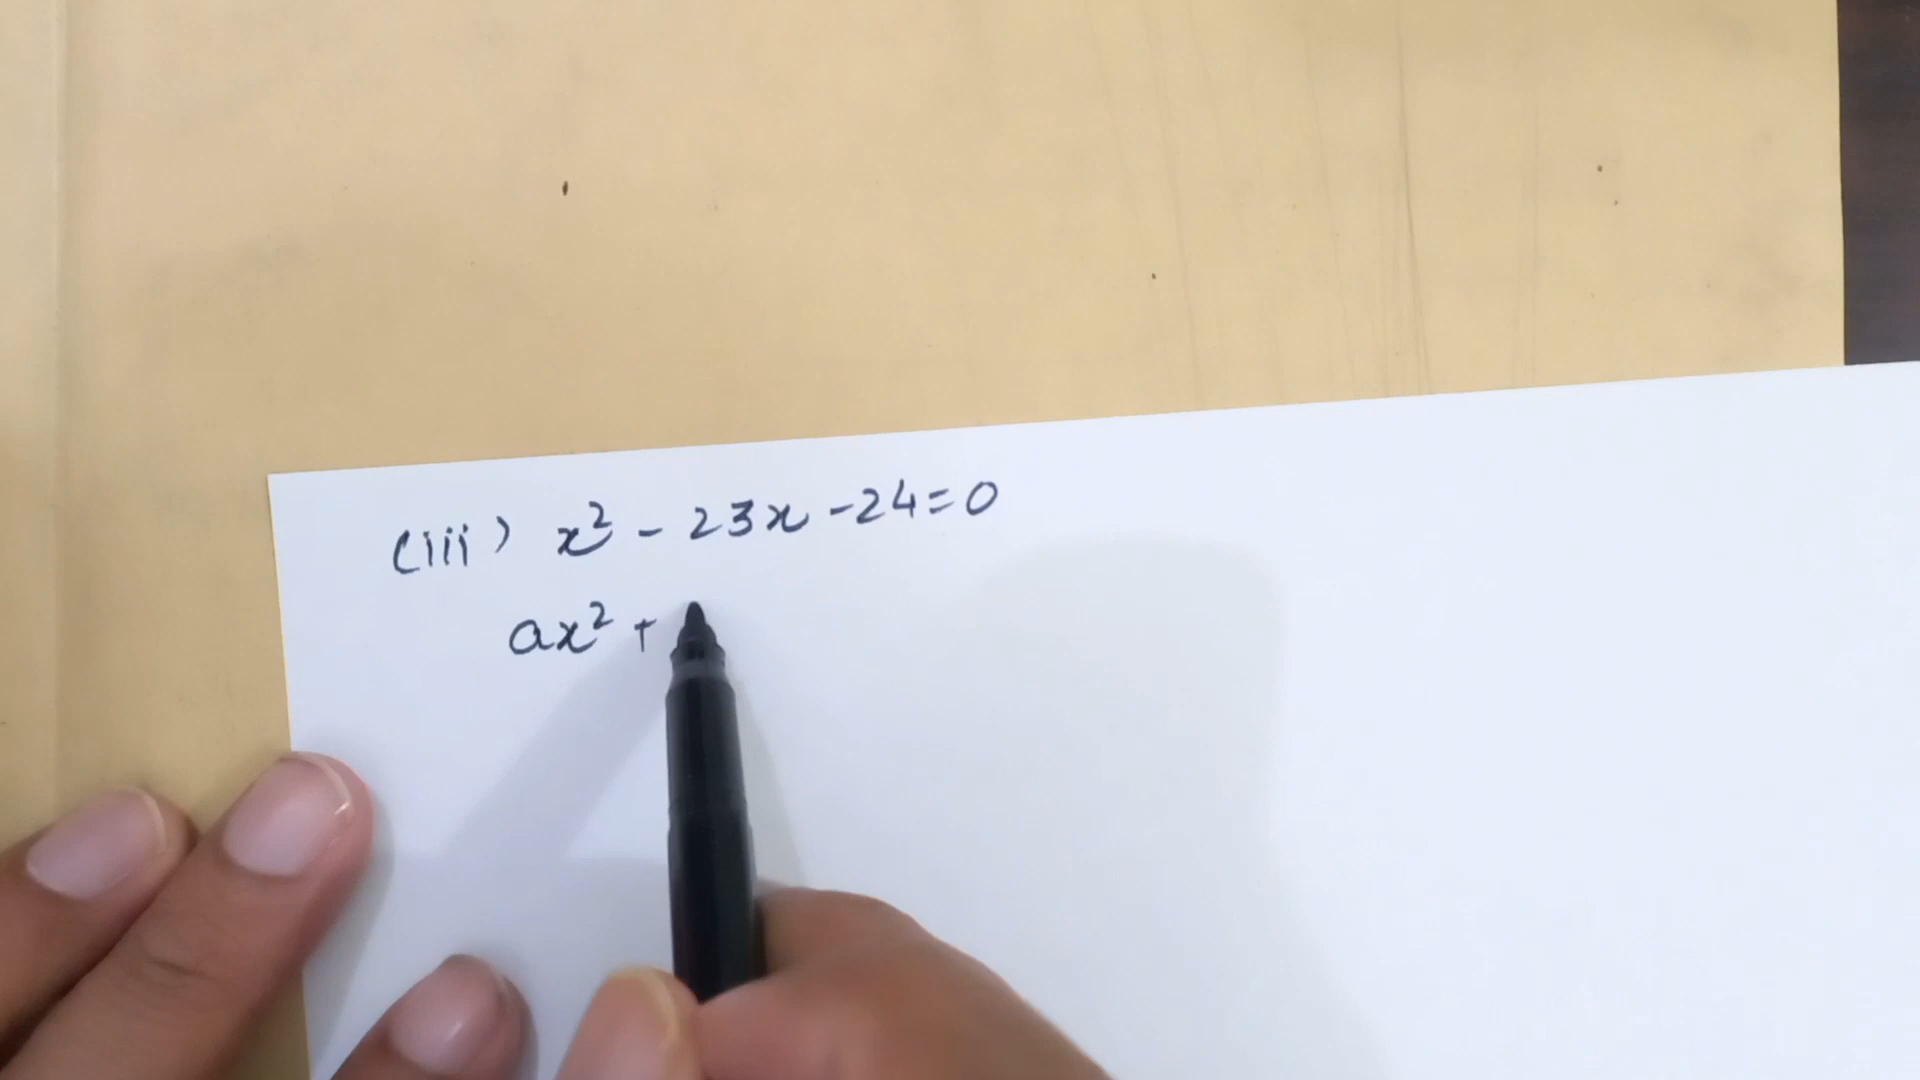 (iii) x² - 23x - 24 = 0
ax² +